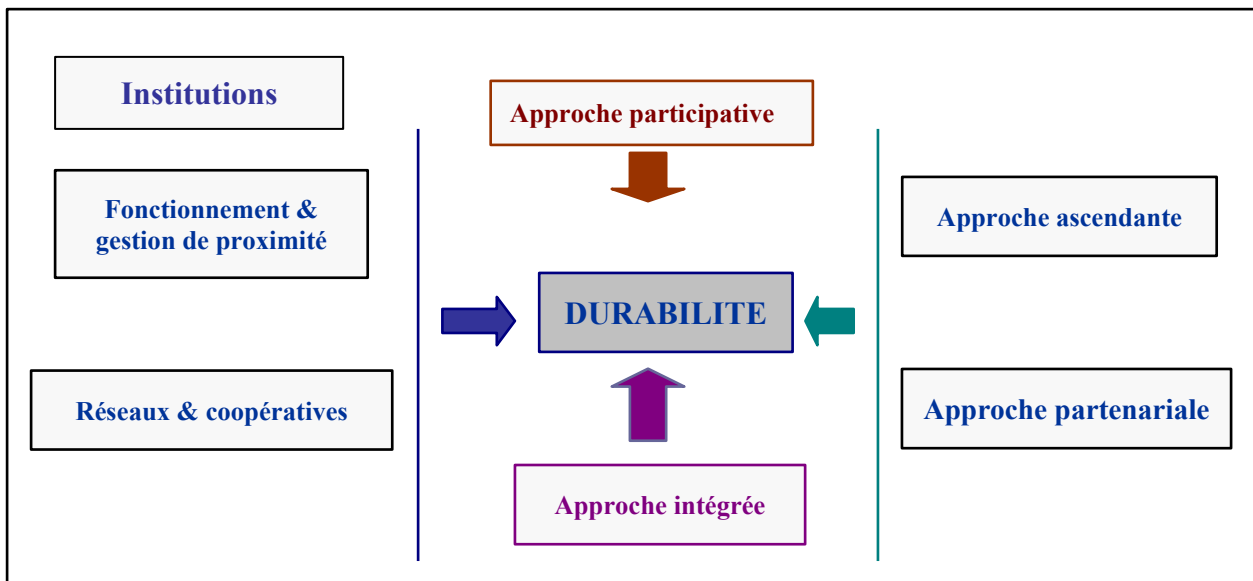 Institutions
Fonctionnement &
gestion de proximité
Réseaux & coopératives
Approche participative
DURABILITE
Approche intégrée
Approche ascendante
Approche partenariale